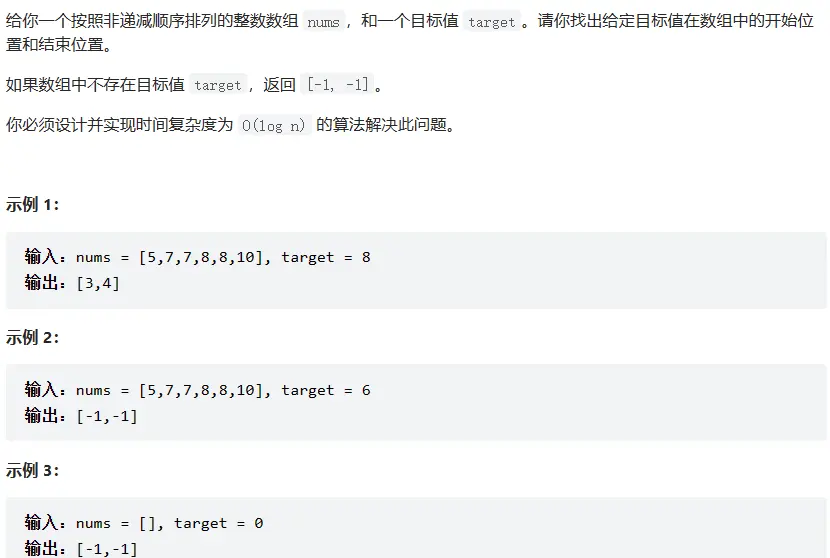 给你一个按照非递减顺序排列的整数数组 nums，和一个目标值 target。请你找出给定目标值在数组中的开始位
置和结束位置。
如果数组中不存在目标值 target，返回 [-1, -1]。
你必须设计并实现时间复杂度为 O(log n) 的算法解决此问题。
示例 1：
输入：nums = [5,7,7,8,8,10], target = 8
输出：[3,4]
示例 2：
输入：nums = [5,7,7,8,8,10], target = 6
输出：[-1,-1]
示例 3：
输入：nums = [], target = 0
输出：[-1,-1]